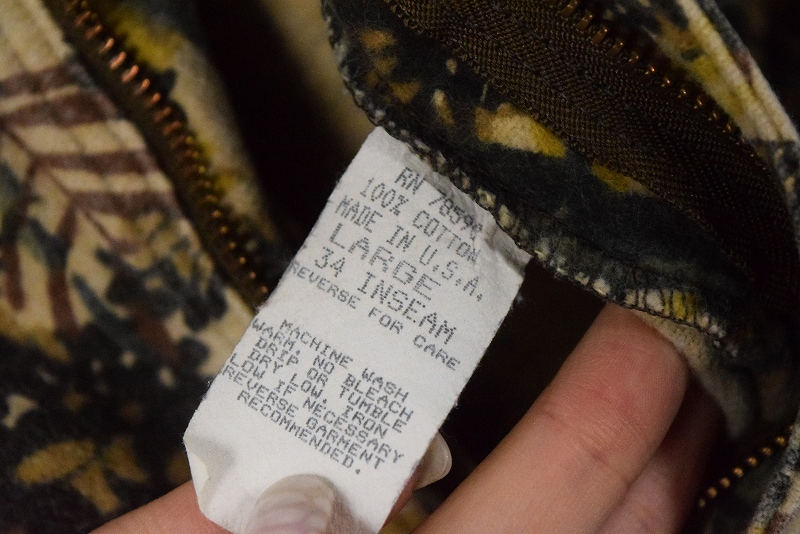 RN 78590
100% COTTON
MADE IN U.S.A.
LARGE
34 INSEAM
REVERSE FOR CARE
MACHINE WASH
WARM. NO BLEACH
DRIP OR TUMBLE
DRY LOW. IRON
LOW IF NECESSARY
REVERSE GARMENT
RECOMMENDED.